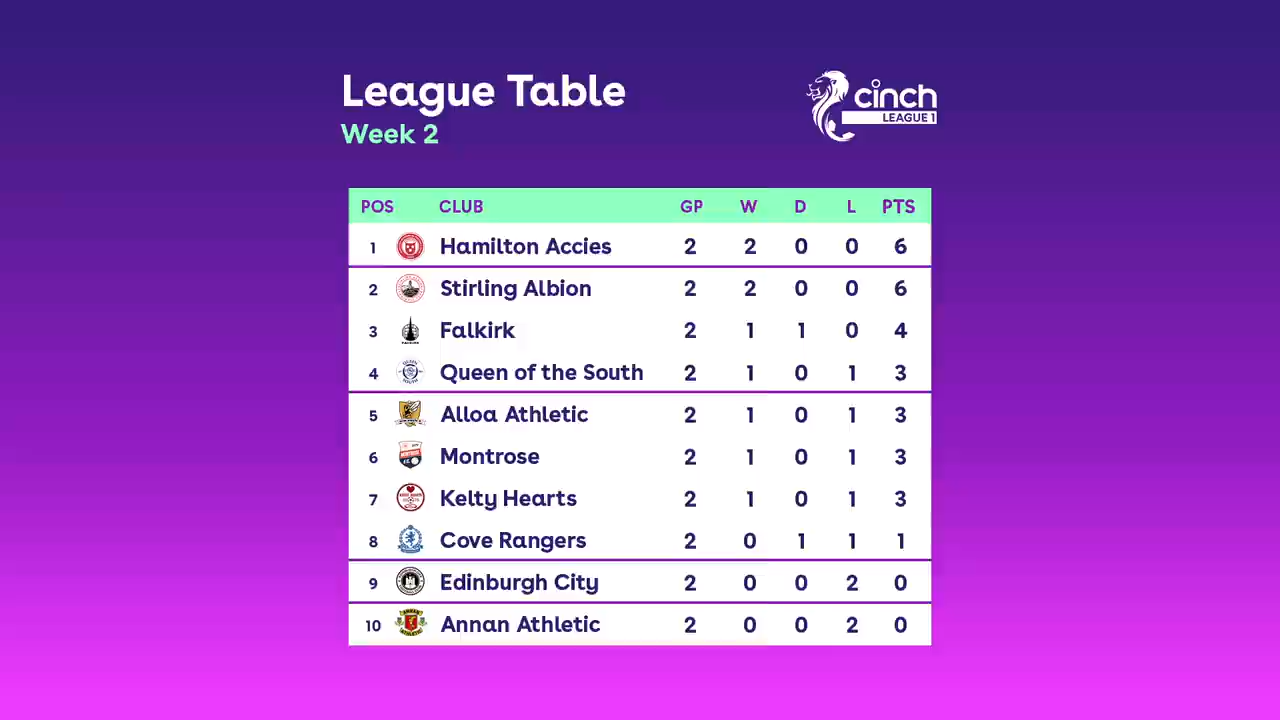 League Table
Week 2
cinch
LEAGUE 1
POS CLUB GP W D L PTS
1 Hamilton Accies 2 2 0 0 6
2 Stirling Albion 2 2 0 0 6
3 Falkirk 2 1 1 0 4
4 Queen of the South 2 1 0 1 3
5 Alloa Athletic 2 1 0 1 3
6 Montrose 2 1 0 1 3
7 Kelty Hearts 2 1 0 1 3
8 Cove Rangers 2 0 1 1 1
9 Edinburgh City 2 0 0 2 0
10 Annan Athletic 2 0 0 2 0